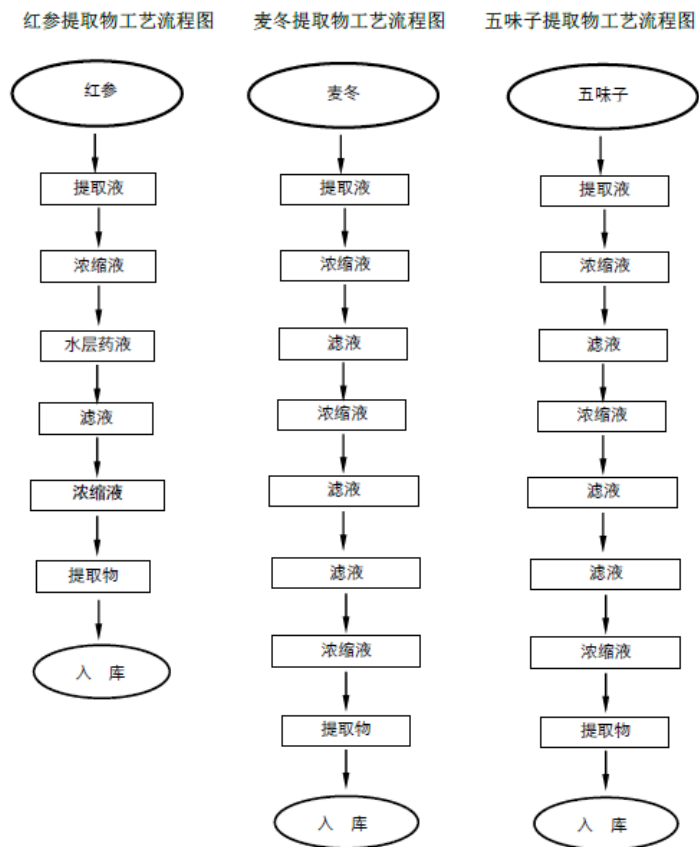 红参提取物工艺流程图
红参
提取液
浓缩液
水层药液
滤液
浓缩液
提取物
入 库
麦冬提取物工艺流程图
麦冬
提取液
浓缩液
滤液
浓缩液
滤液
滤液
浓缩液
提取物
入 库
五味子提取物工艺流程图
五味子
提取液
浓缩液
滤液
浓缩液
滤液
滤液
浓缩液
提取物
入 库